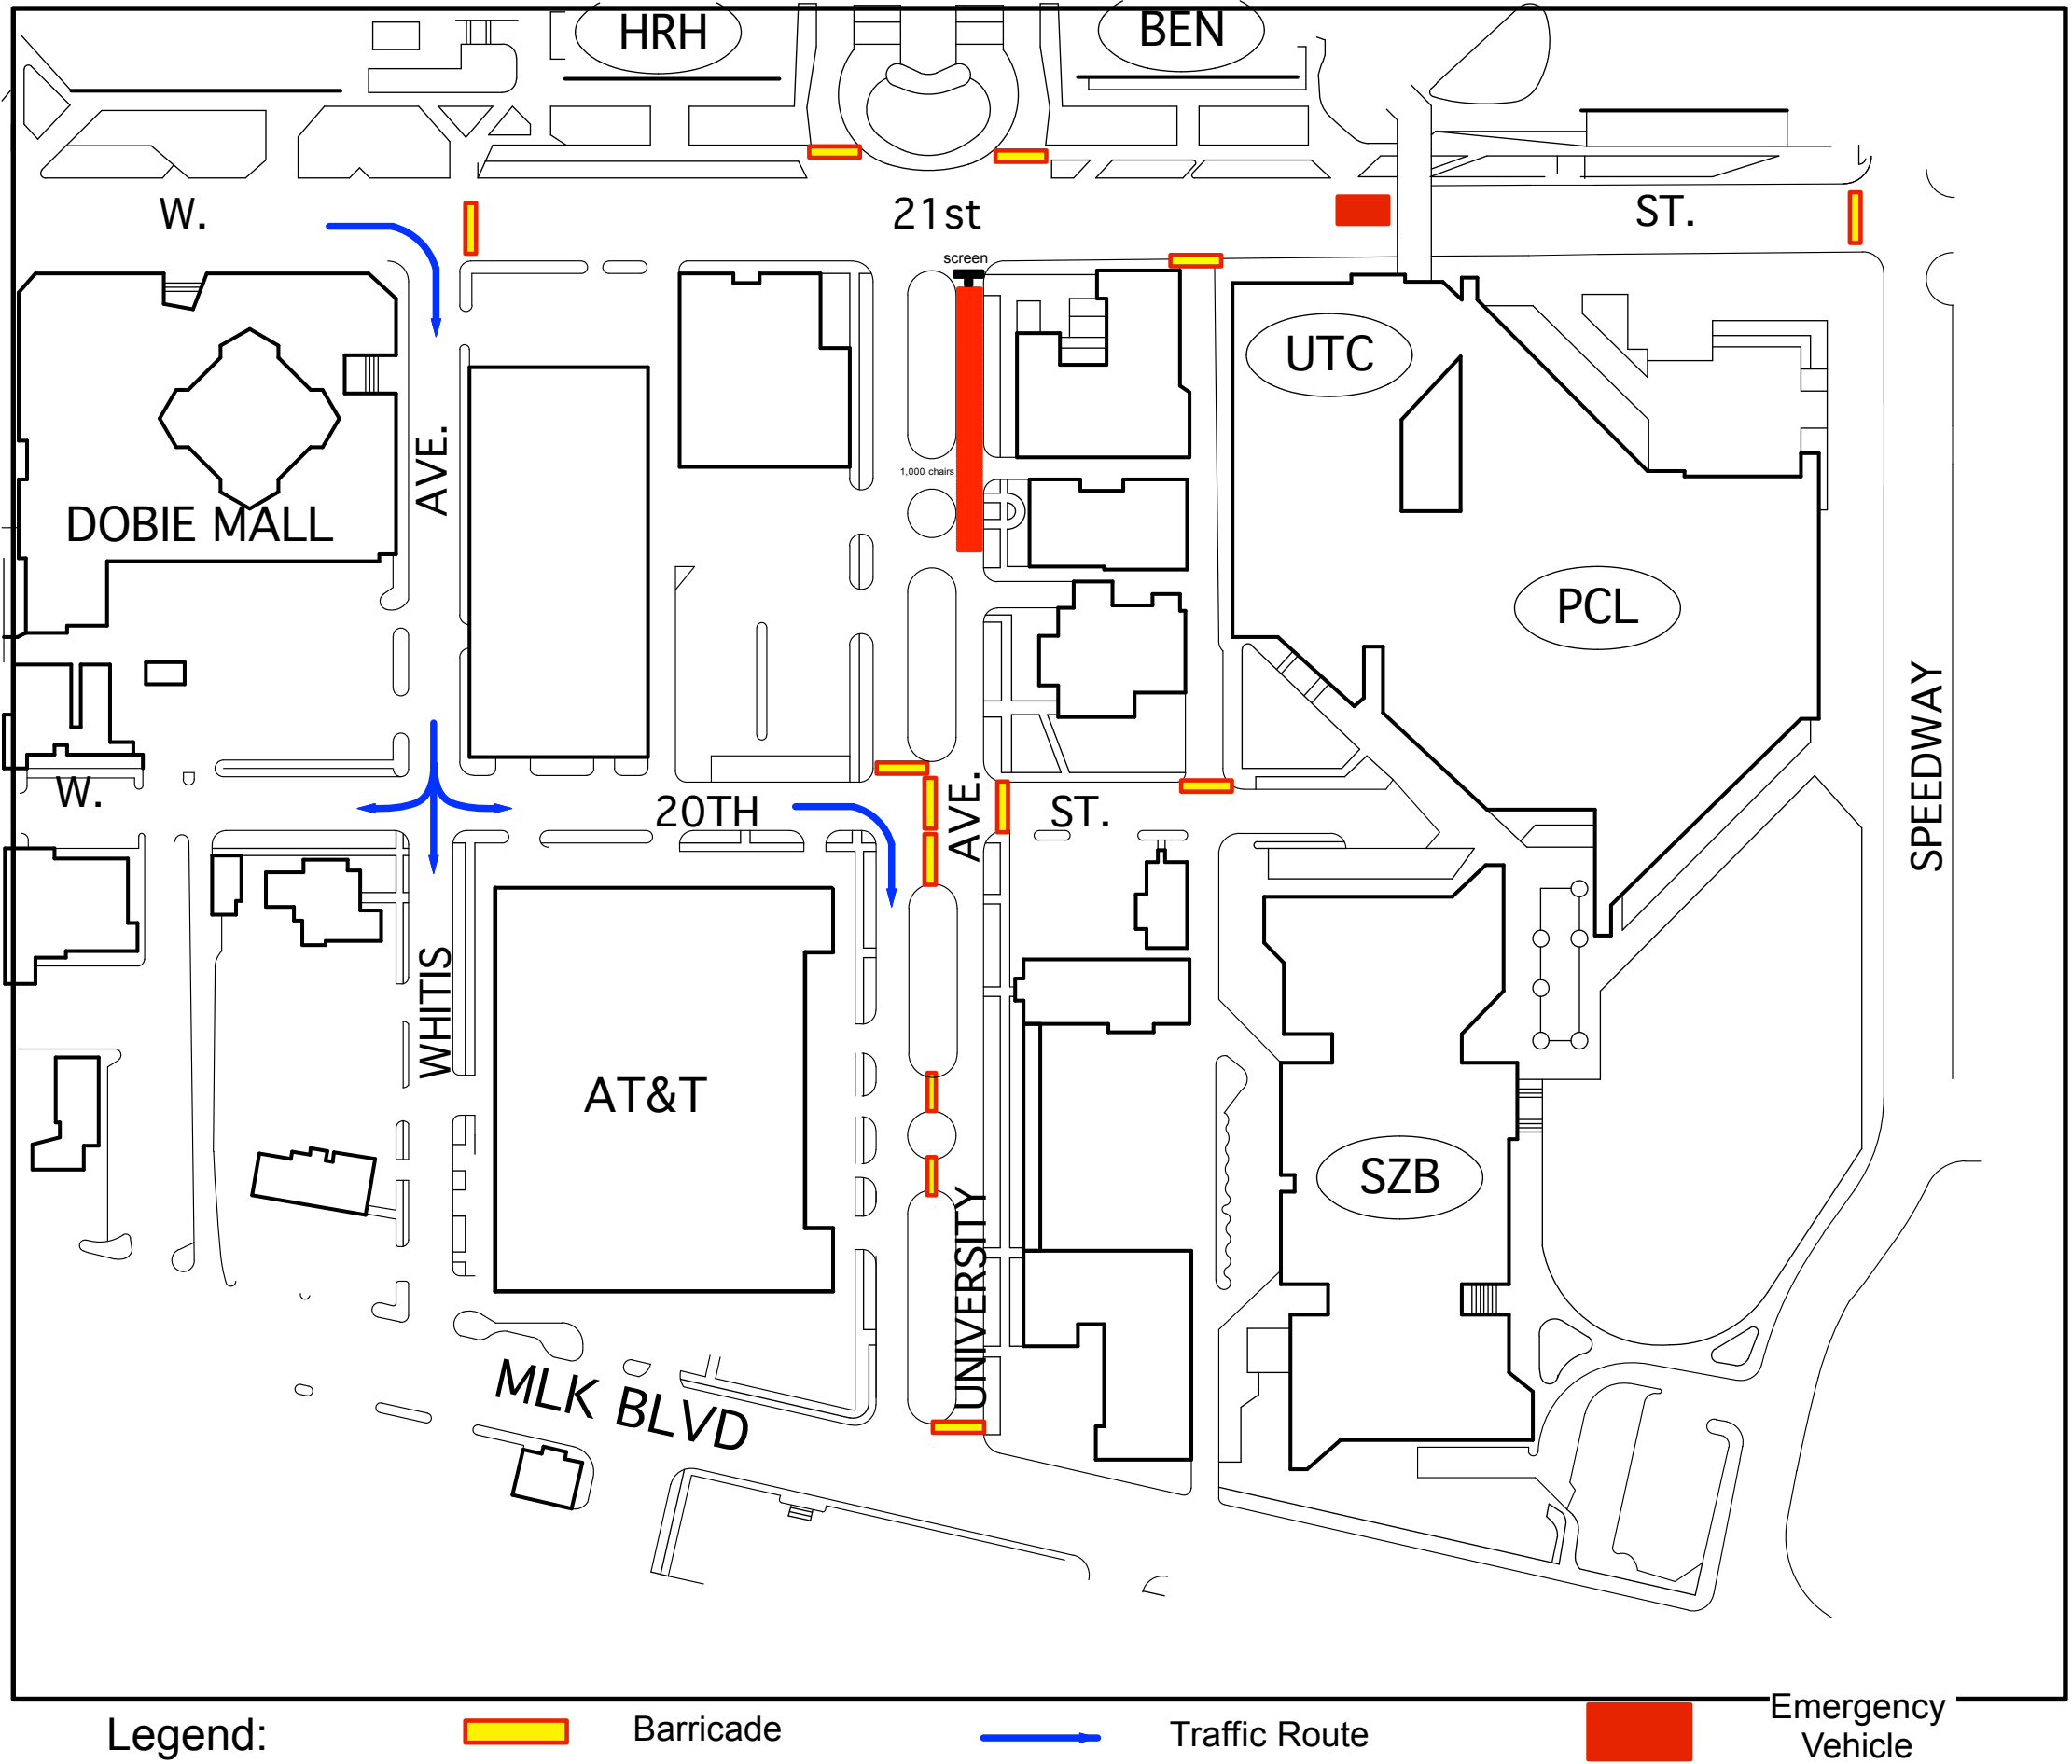 HRH
BEN
W.
21st
ST.
screen
UTC
AVE.
1,000 chairs
DOBIE MALL
PCL
SPEEDWAY
W.
20TH
AVE.
ST.
WHITIS
AT&T
SZB
UNIVERSITY
MLK BLVD
Legend:
Barricade
Traffic Route
Emergency
Vehicle